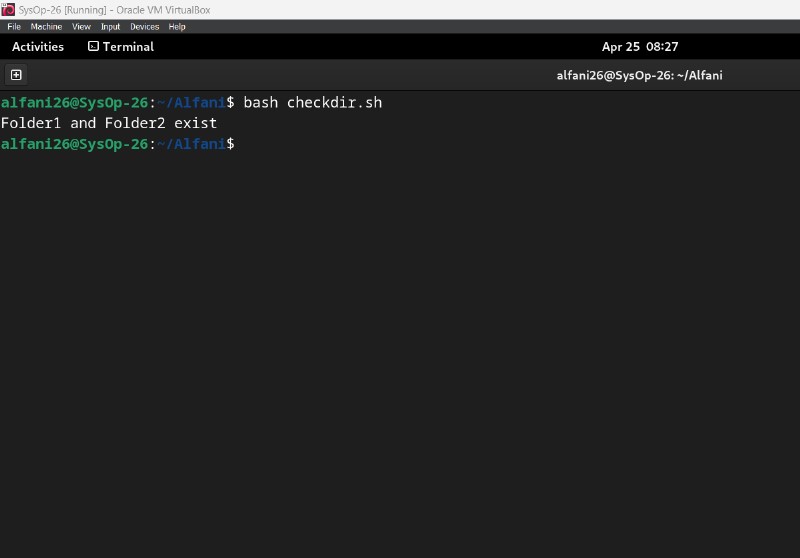 SysOp-26 [Running] - Oracle VM VirtualBox
File Machine View Input Devices Help
Activities Terminal Apr 25 08:27
alfani26@SysOp-26: ~/Alfani
alfani26@SysOp-26:~/Alfani$ bash checkdir.sh
Folder1 and Folder2 exist
alfani26@SysOp-26:~/Alfani$